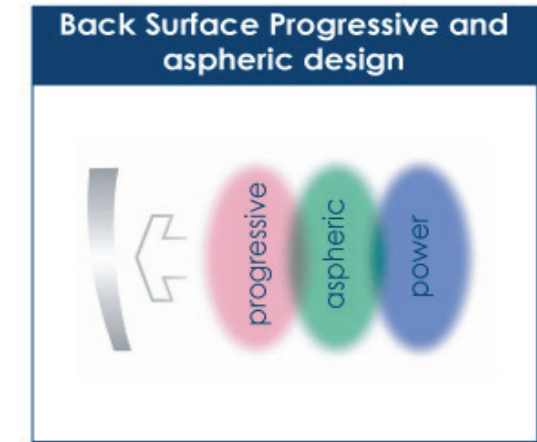 Back Surface Progressive and
aspheric design
progressive
aspheric
power